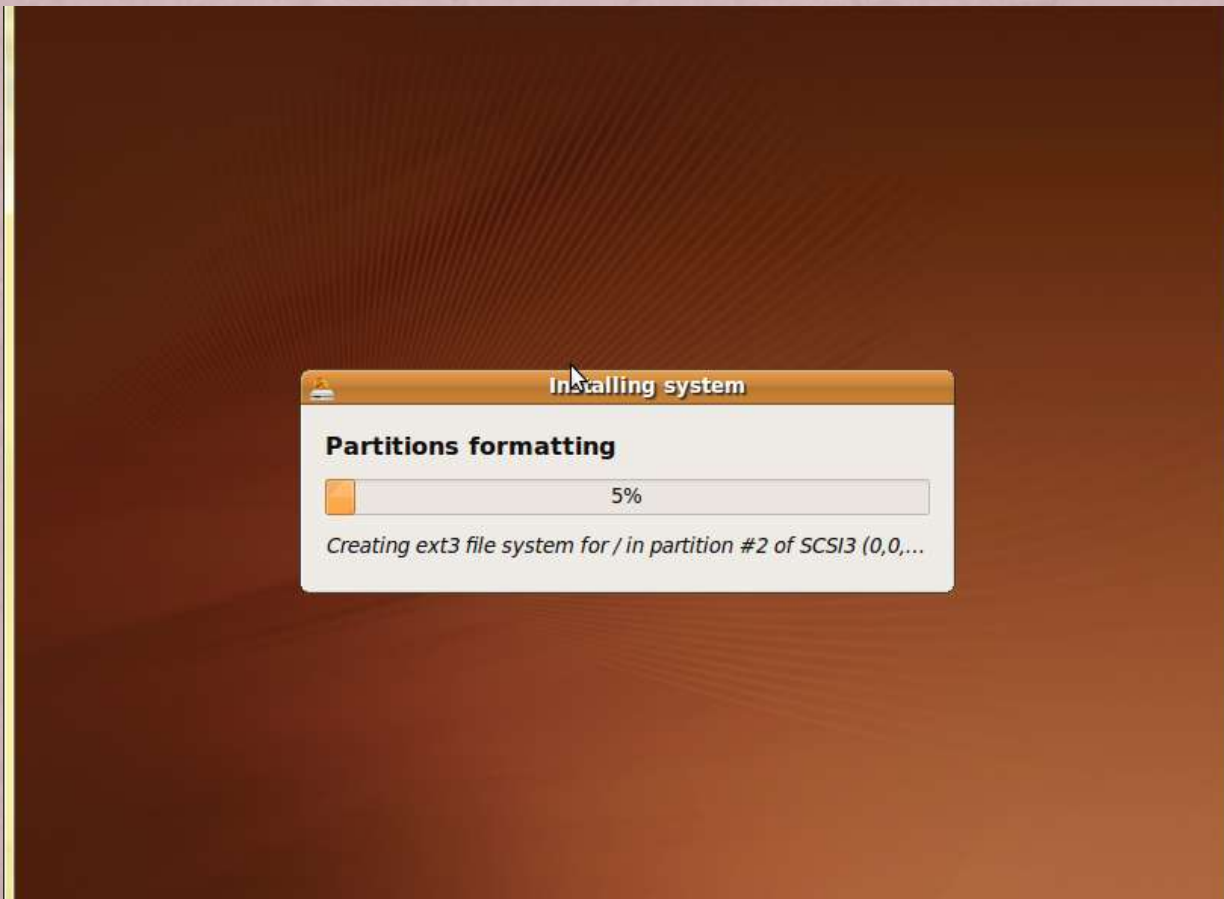 Installing system
Partitions formatting
5%
Creating ext3 file system for / in partition #2 of SCSI3 (0,0,...